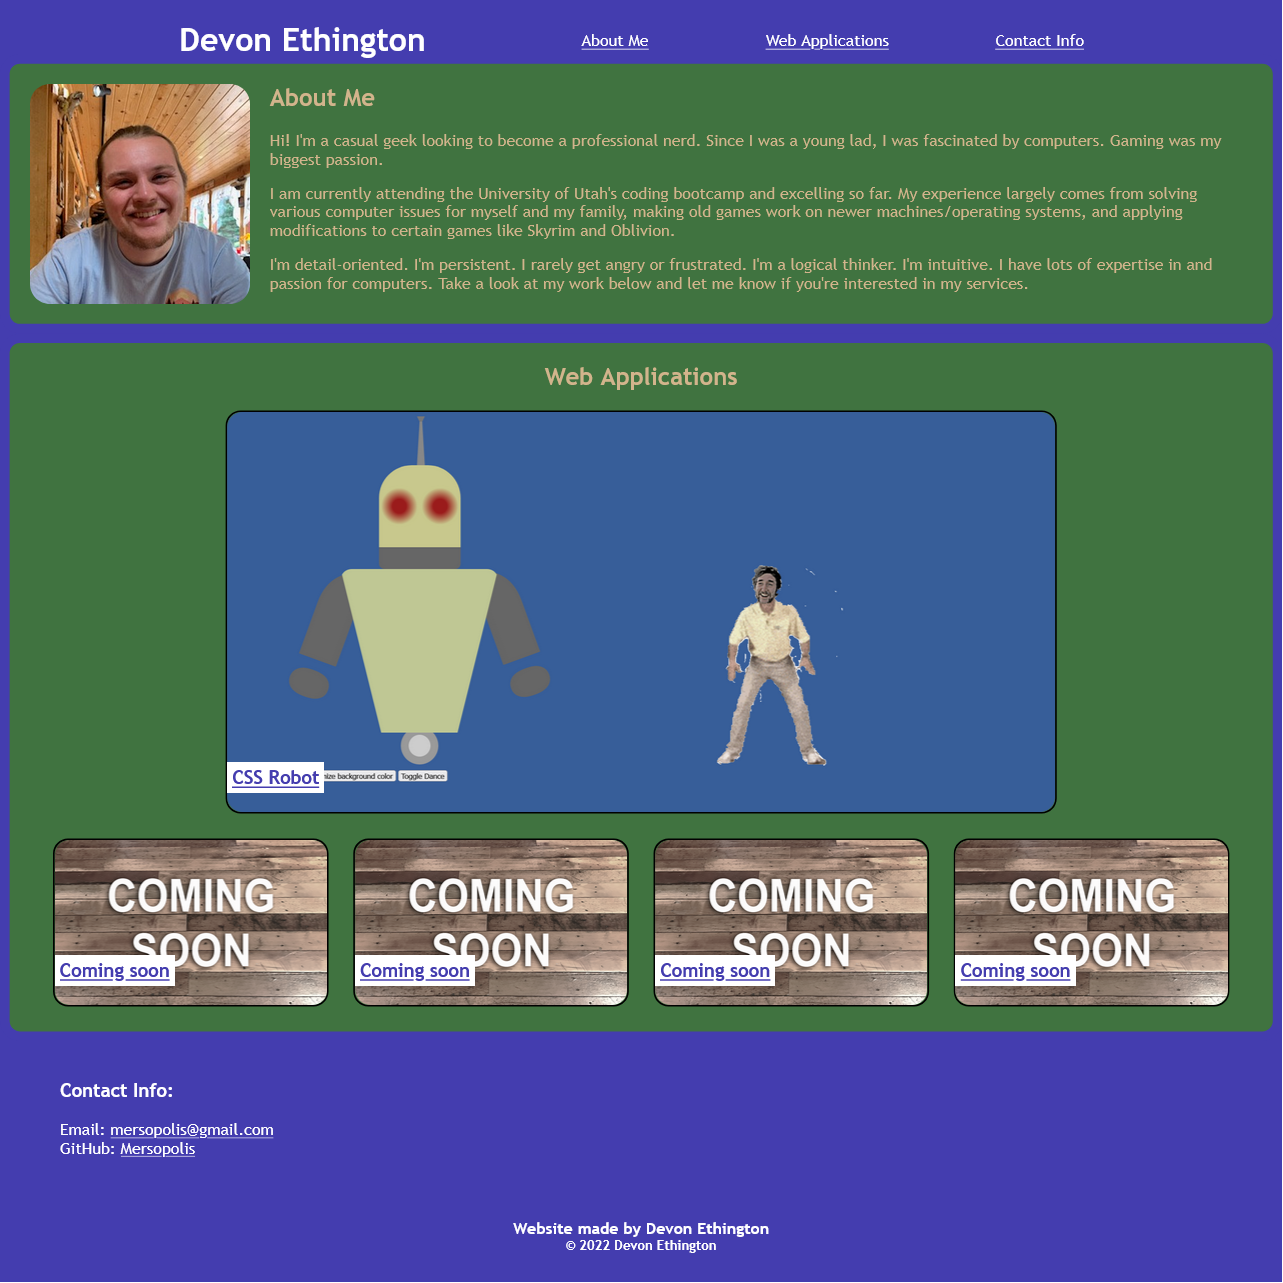 Devon Ethington
About Me
Web Applications
Contact Info
About Me
Hi! I'm a casual geek looking to become a professional nerd. Since I was a young lad, I was fascinated by computers. Gaming was my
biggest passion.
I am currently attending the University of Utah's coding bootcamp and excelling so far. My experience largely comes from solving
various computer issues for myself and my family, making old games work on newer machines/operating systems, and applying
modifications to certain games like Skyrim and Oblivion.
I'm detail-oriented. I'm persistent. I rarely get angry or frustrated. I'm a logical thinker. I'm intuitive. I have lots of expertise in and
passion for computers. Take a look at my work below and let me know if you're interested in my services.
Web Applications
CSS Robot
background color
Toggle Dance
COMING
SOON
Coming soon
COMING
SOON
Coming soon
COMING
SOON
Coming soon
COMING
SOON
Coming soon
Contact Info:
Email: mersopolis@gmail.com
GitHub: Mersopolis
Website made by Devon Ethington
© 2022 Devon Ethington